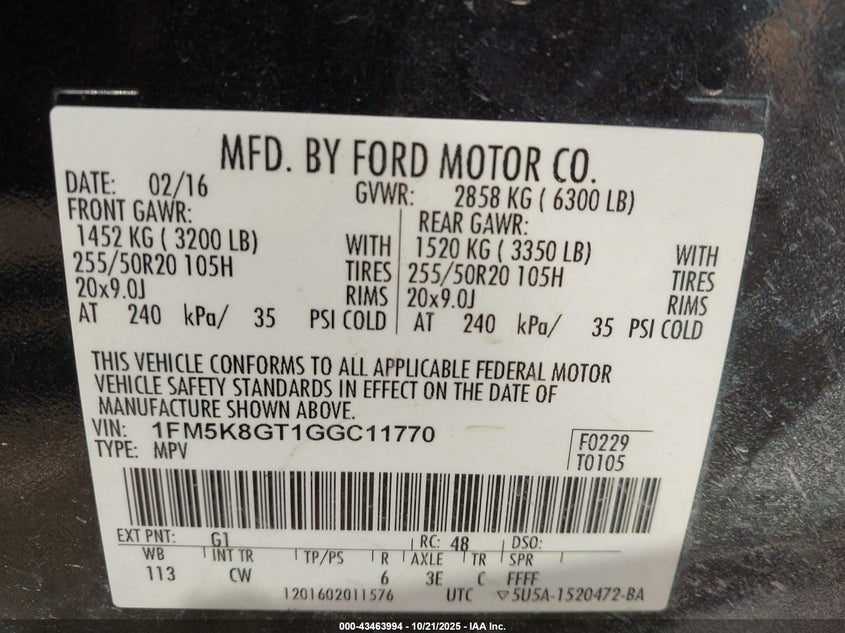 MFD. BY FORD MOTOR CO.
DATE: 02/16 GVWR: 2858 KG ( 6300 LB)
FRONT GAWR: REAR GAWR:
1452 KG ( 3200 LB) WITH 1520 KG ( 3350 LB) WITH
255/50R20 105H TIRES 255/50R20 105H TIRES
20x9.0J RIMS 20x9.0J RIMS
AT 240 kPa/ 35 PSI COLD AT 240 kPa/ 35 PSI COLD
THIS VEHICLE CONFORMS TO ALL APPLICABLE FEDERAL MOTOR
VEHICLE SAFETY STANDARDS IN EFFECT ON THE DATE OF
MANUFACTURE SHOWN ABOVE.
VIN: 1FM5K8GT1GGC11770 F0229
TYPE: MPV T0105
EXT PNT: G1 RC: 48 DSO:
WB INT TR TP/PS R AXLE TR SPR
113 CW 6 3E C FFFF
1201602011576 UTC ▽5U5A-1520472-BA
000-43463994 - 10/21/2025 - IAA Inc.